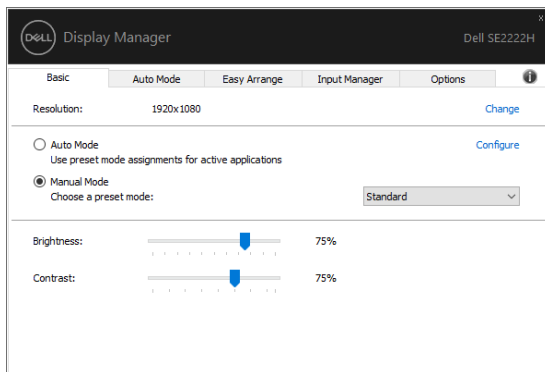 x
DELL Display Manager Dell SE2222H
Basic Auto Mode Easy Arrange Input Manager Options i
Resolution: 1920x1080 Change
Auto Mode Configure
Use preset mode assignments for active applications
Manual Mode
Choose a preset mode: Standard
Brightness: 75%
Contrast: 75%